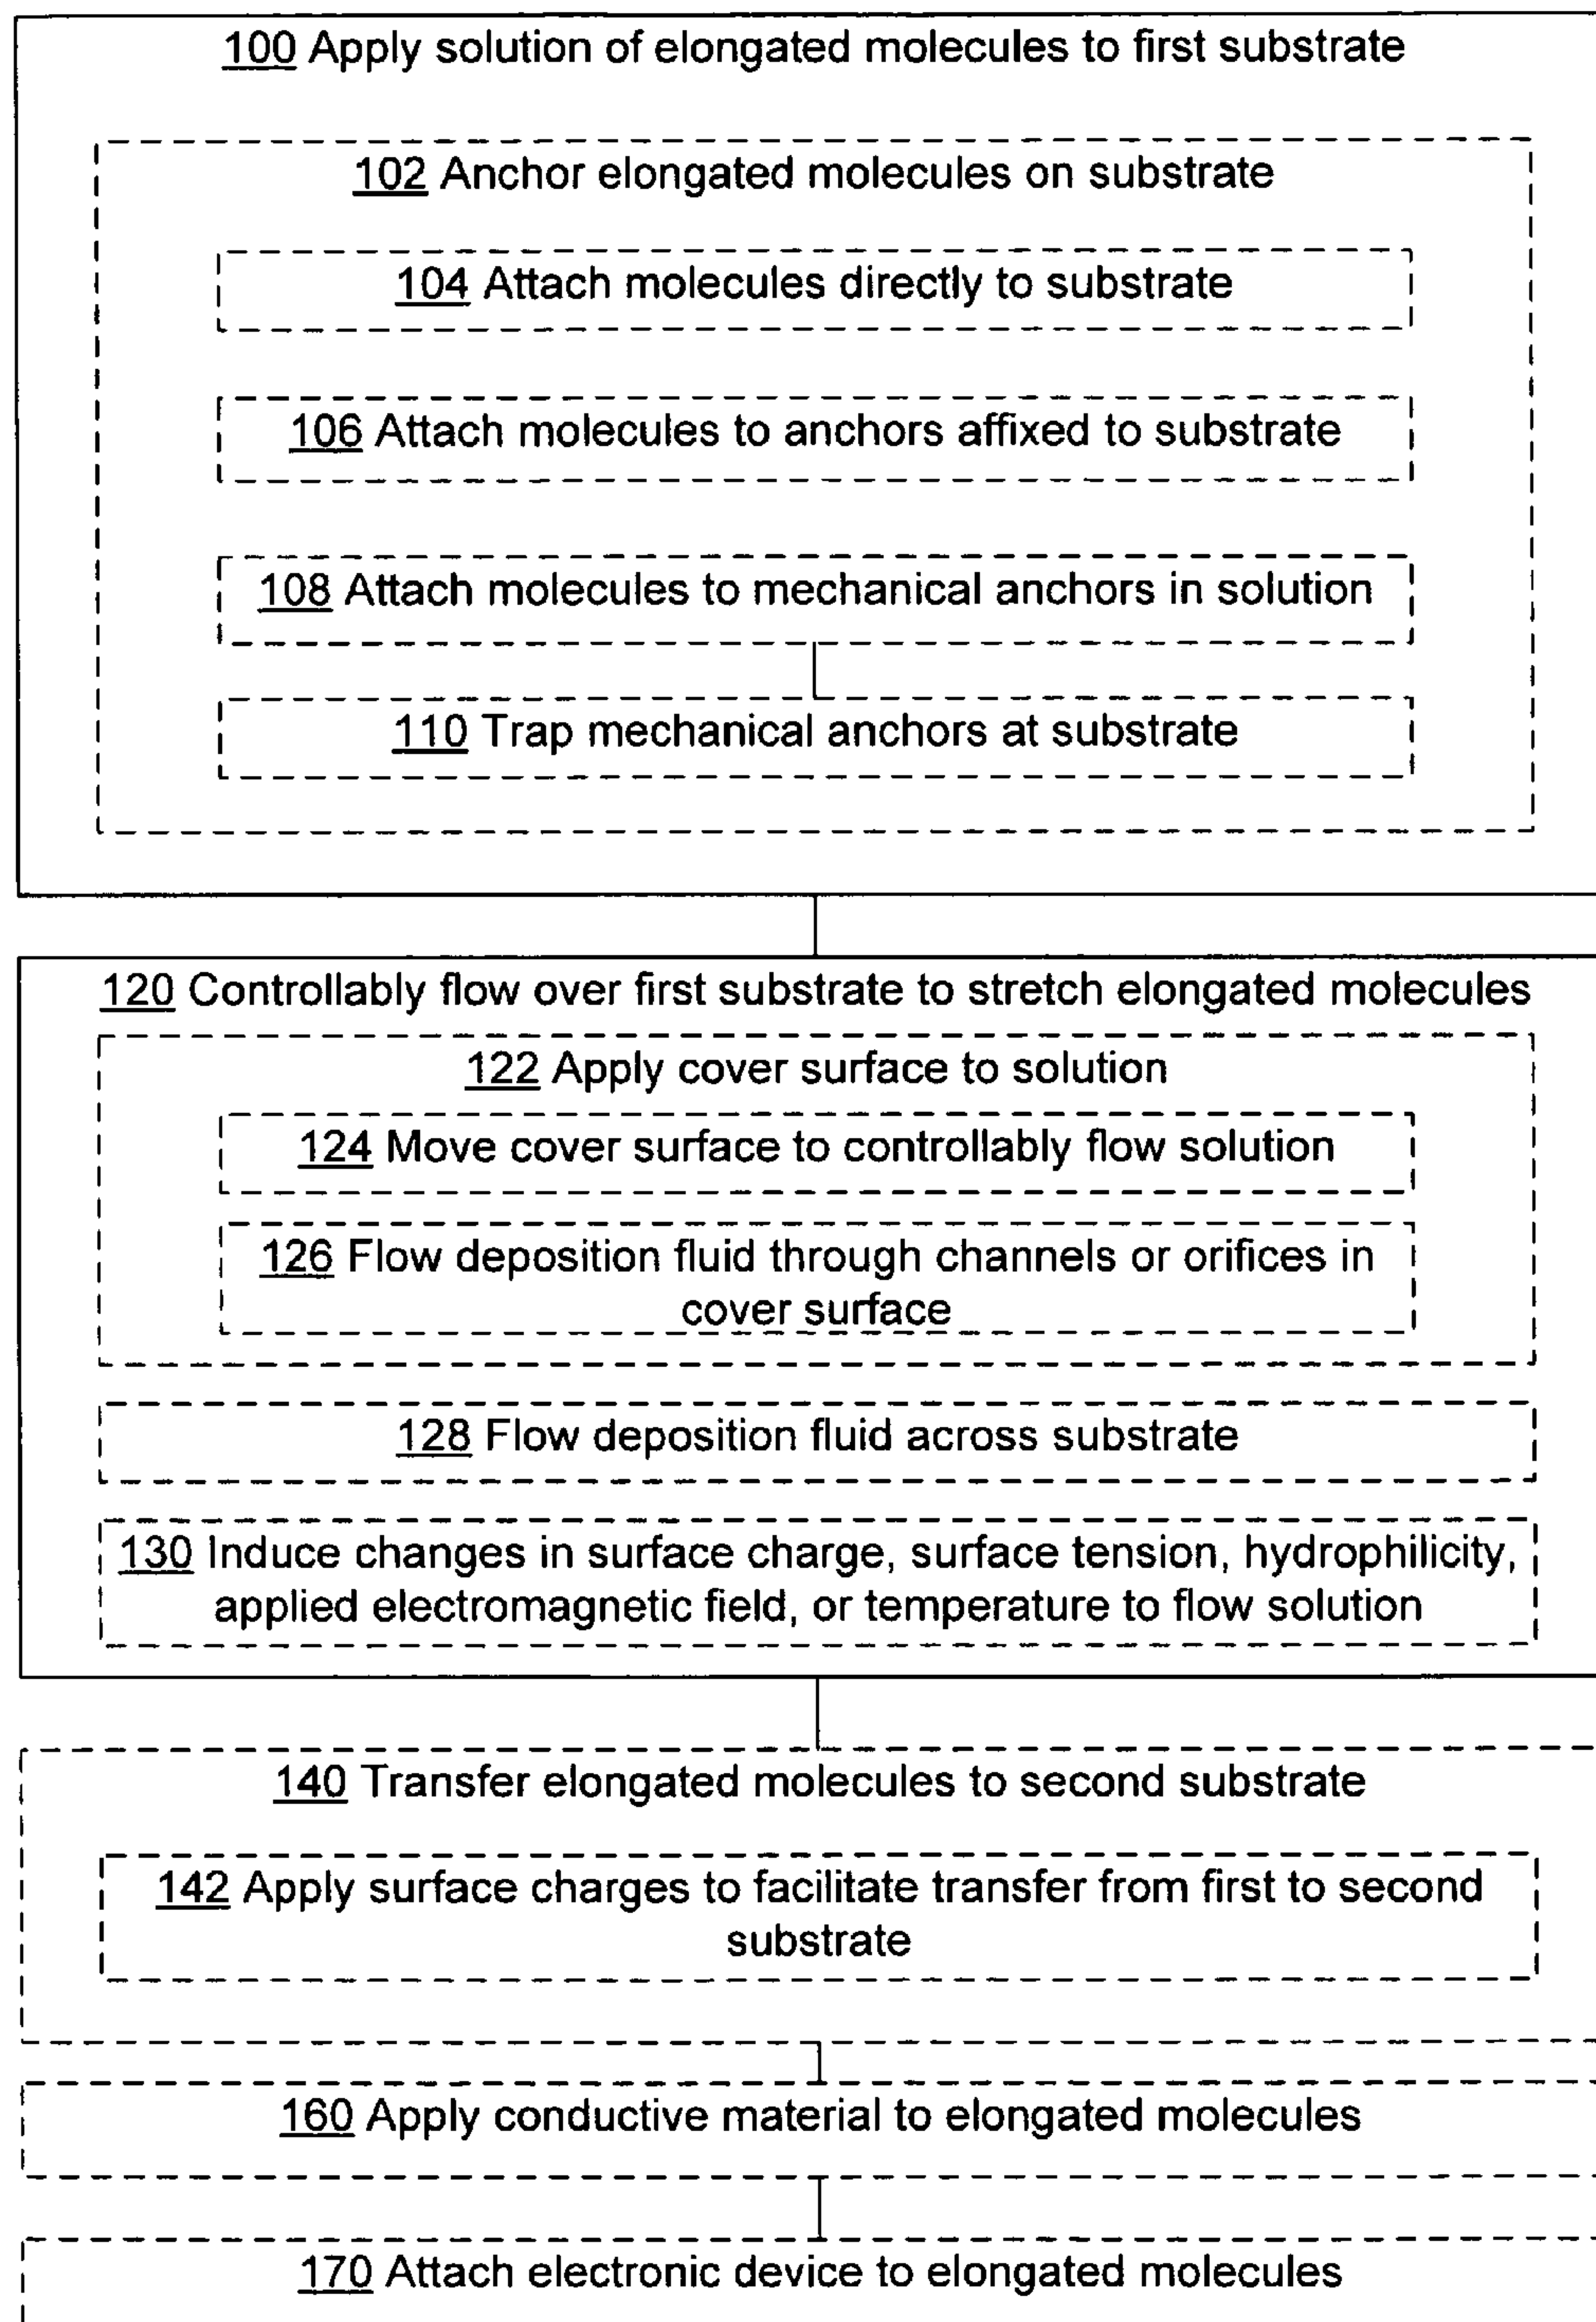 100 Apply solution of elongated molecules to first substrate
102 Anchor elongated molecules on substrate
104 Attach molecules directly to substrate
106 Attach molecules to anchors affixed to substrate
108 Attach molecules to mechanical anchors in solution
110 Trap mechanical anchors at substrate
120 Controllably flow over first substrate to stretch elongated molecules
122 Apply cover surface to solution
124 Move cover surface to controllably flow solution
126 Flow deposition fluid through channels or orifices in
cover surface
128 Flow deposition fluid across substrate
130 Induce changes in surface charge, surface tension, hydrophilicity,
applied electromagnetic field, or temperature to flow solution
140 Transfer elongated molecules to second substrate
142 Apply surface charges to facilitate transfer from first to second
substrate
160 Apply conductive material to elongated molecules
170 Attach electronic device to elongated molecules